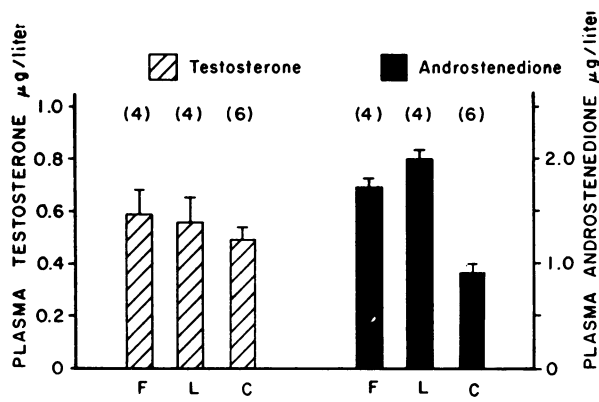 PLASMA TESTOSTERONE µg/liter
Testosterone
Androstenedione
1.0
0.8
0.6
0.4
0.2
0
(4) (4) (6)
(4) (4) (6)
2.0
1.0
0
F L C
F L C
PLASMA ANDROSTENEDIONE µg/liter